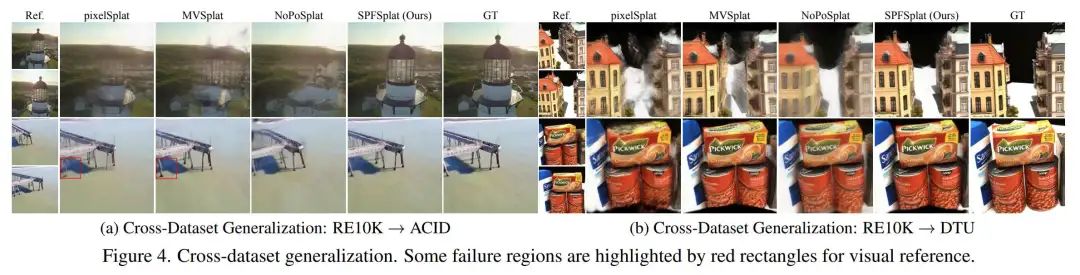 Ref. pixelSplat MVSplat NoPoSplat SPFSplat (Ours) GT Ref. pixelSplat MVSplat NoPoSplat SPFSplat (Ours) GT
PICKWICK PICKWICK PICKWICK PICKWICK PICKWICK
(a) Cross-Dataset Generalization: RE10K → ACID (b) Cross-Dataset Generalization: RE10K → DTU
Figure 4. Cross-dataset generalization. Some failure regions are highlighted by red rectangles for visual reference.